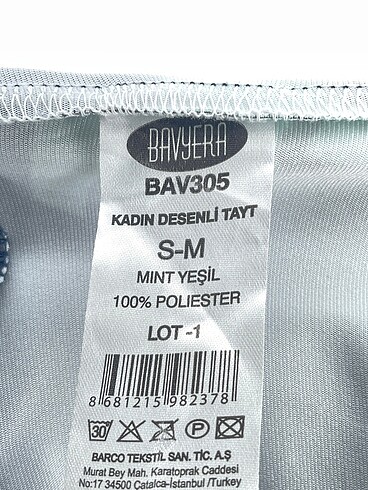 BAVYERA
BAV305
KADIN DESENLİ TAYT
S-M
MINT YEŞİL
100% POLIESTER
LOT -1
8 681215 982378
30
BARCO TEKSTİL SAN TİC. A.Ş
Murat Bey Mah. Karatoprak Caddesi
No:17 34500 Çatalca-İstanbul /Turkey